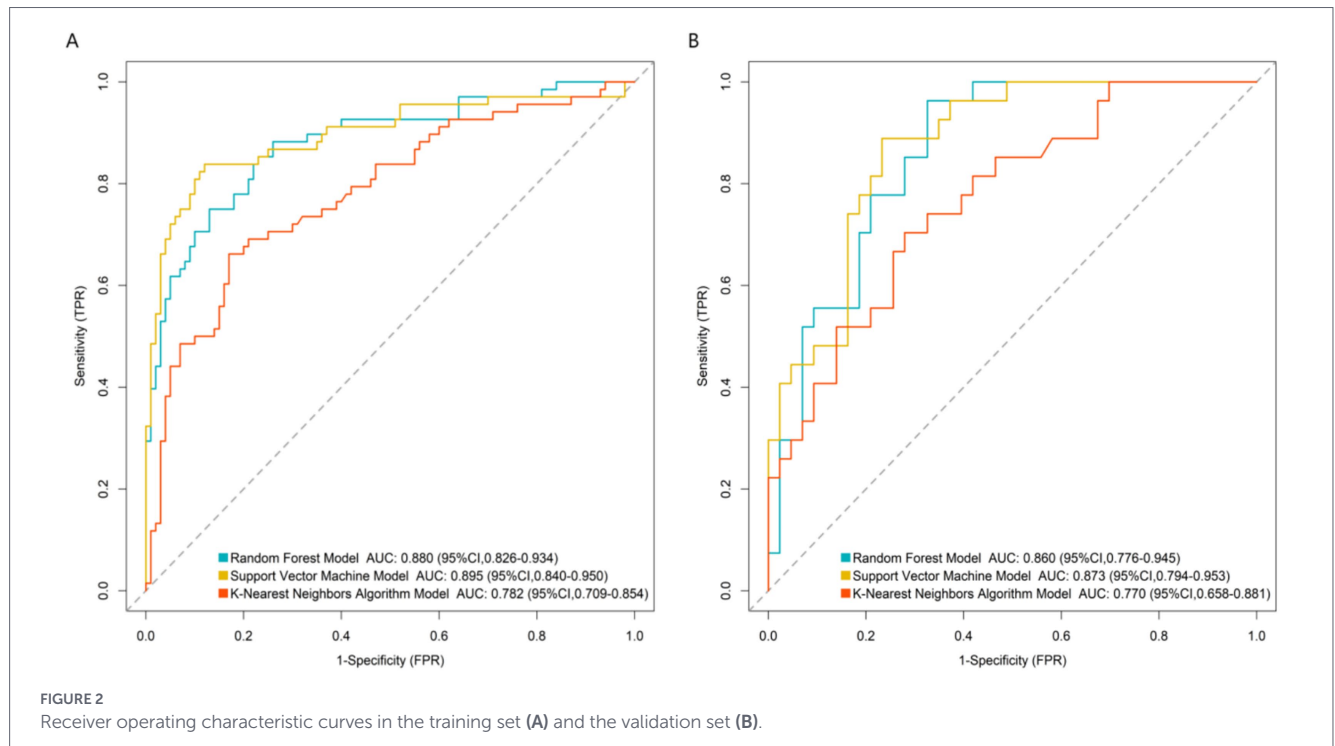 A
1.0
0.8
0.6
0.4
0.2
0.0
Sensitivity (TPR)
Random Forest Model AUC: 0.880 (95%CI,0.826-0.934)
Support Vector Machine Model AUC: 0.895 (95%CI,0.840-0.950)
K-Nearest Neighbors Algorithm Model AUC: 0.782 (95%CI,0.709-0.854)
0.0 0.2 0.4 0.6 0.8 1.0
1-Specificity (FPR)
B
1.0
0.8
0.6
0.4
0.2
0.0
Sensitivity (TPR)
Random Forest Model AUC: 0.860 (95%CI,0.776-0.945)
Support Vector Machine Model AUC: 0.873 (95%CI,0.794-0.953)
K-Nearest Neighbors Algorithm Model AUC: 0.770 (95%CI,0.658-0.881)
0.0 0.2 0.4 0.6 0.8 1.0
1-Specificity (FPR)
FIGURE 2
Receiver operating characteristic curves in the training set (A) and the validation set (B).